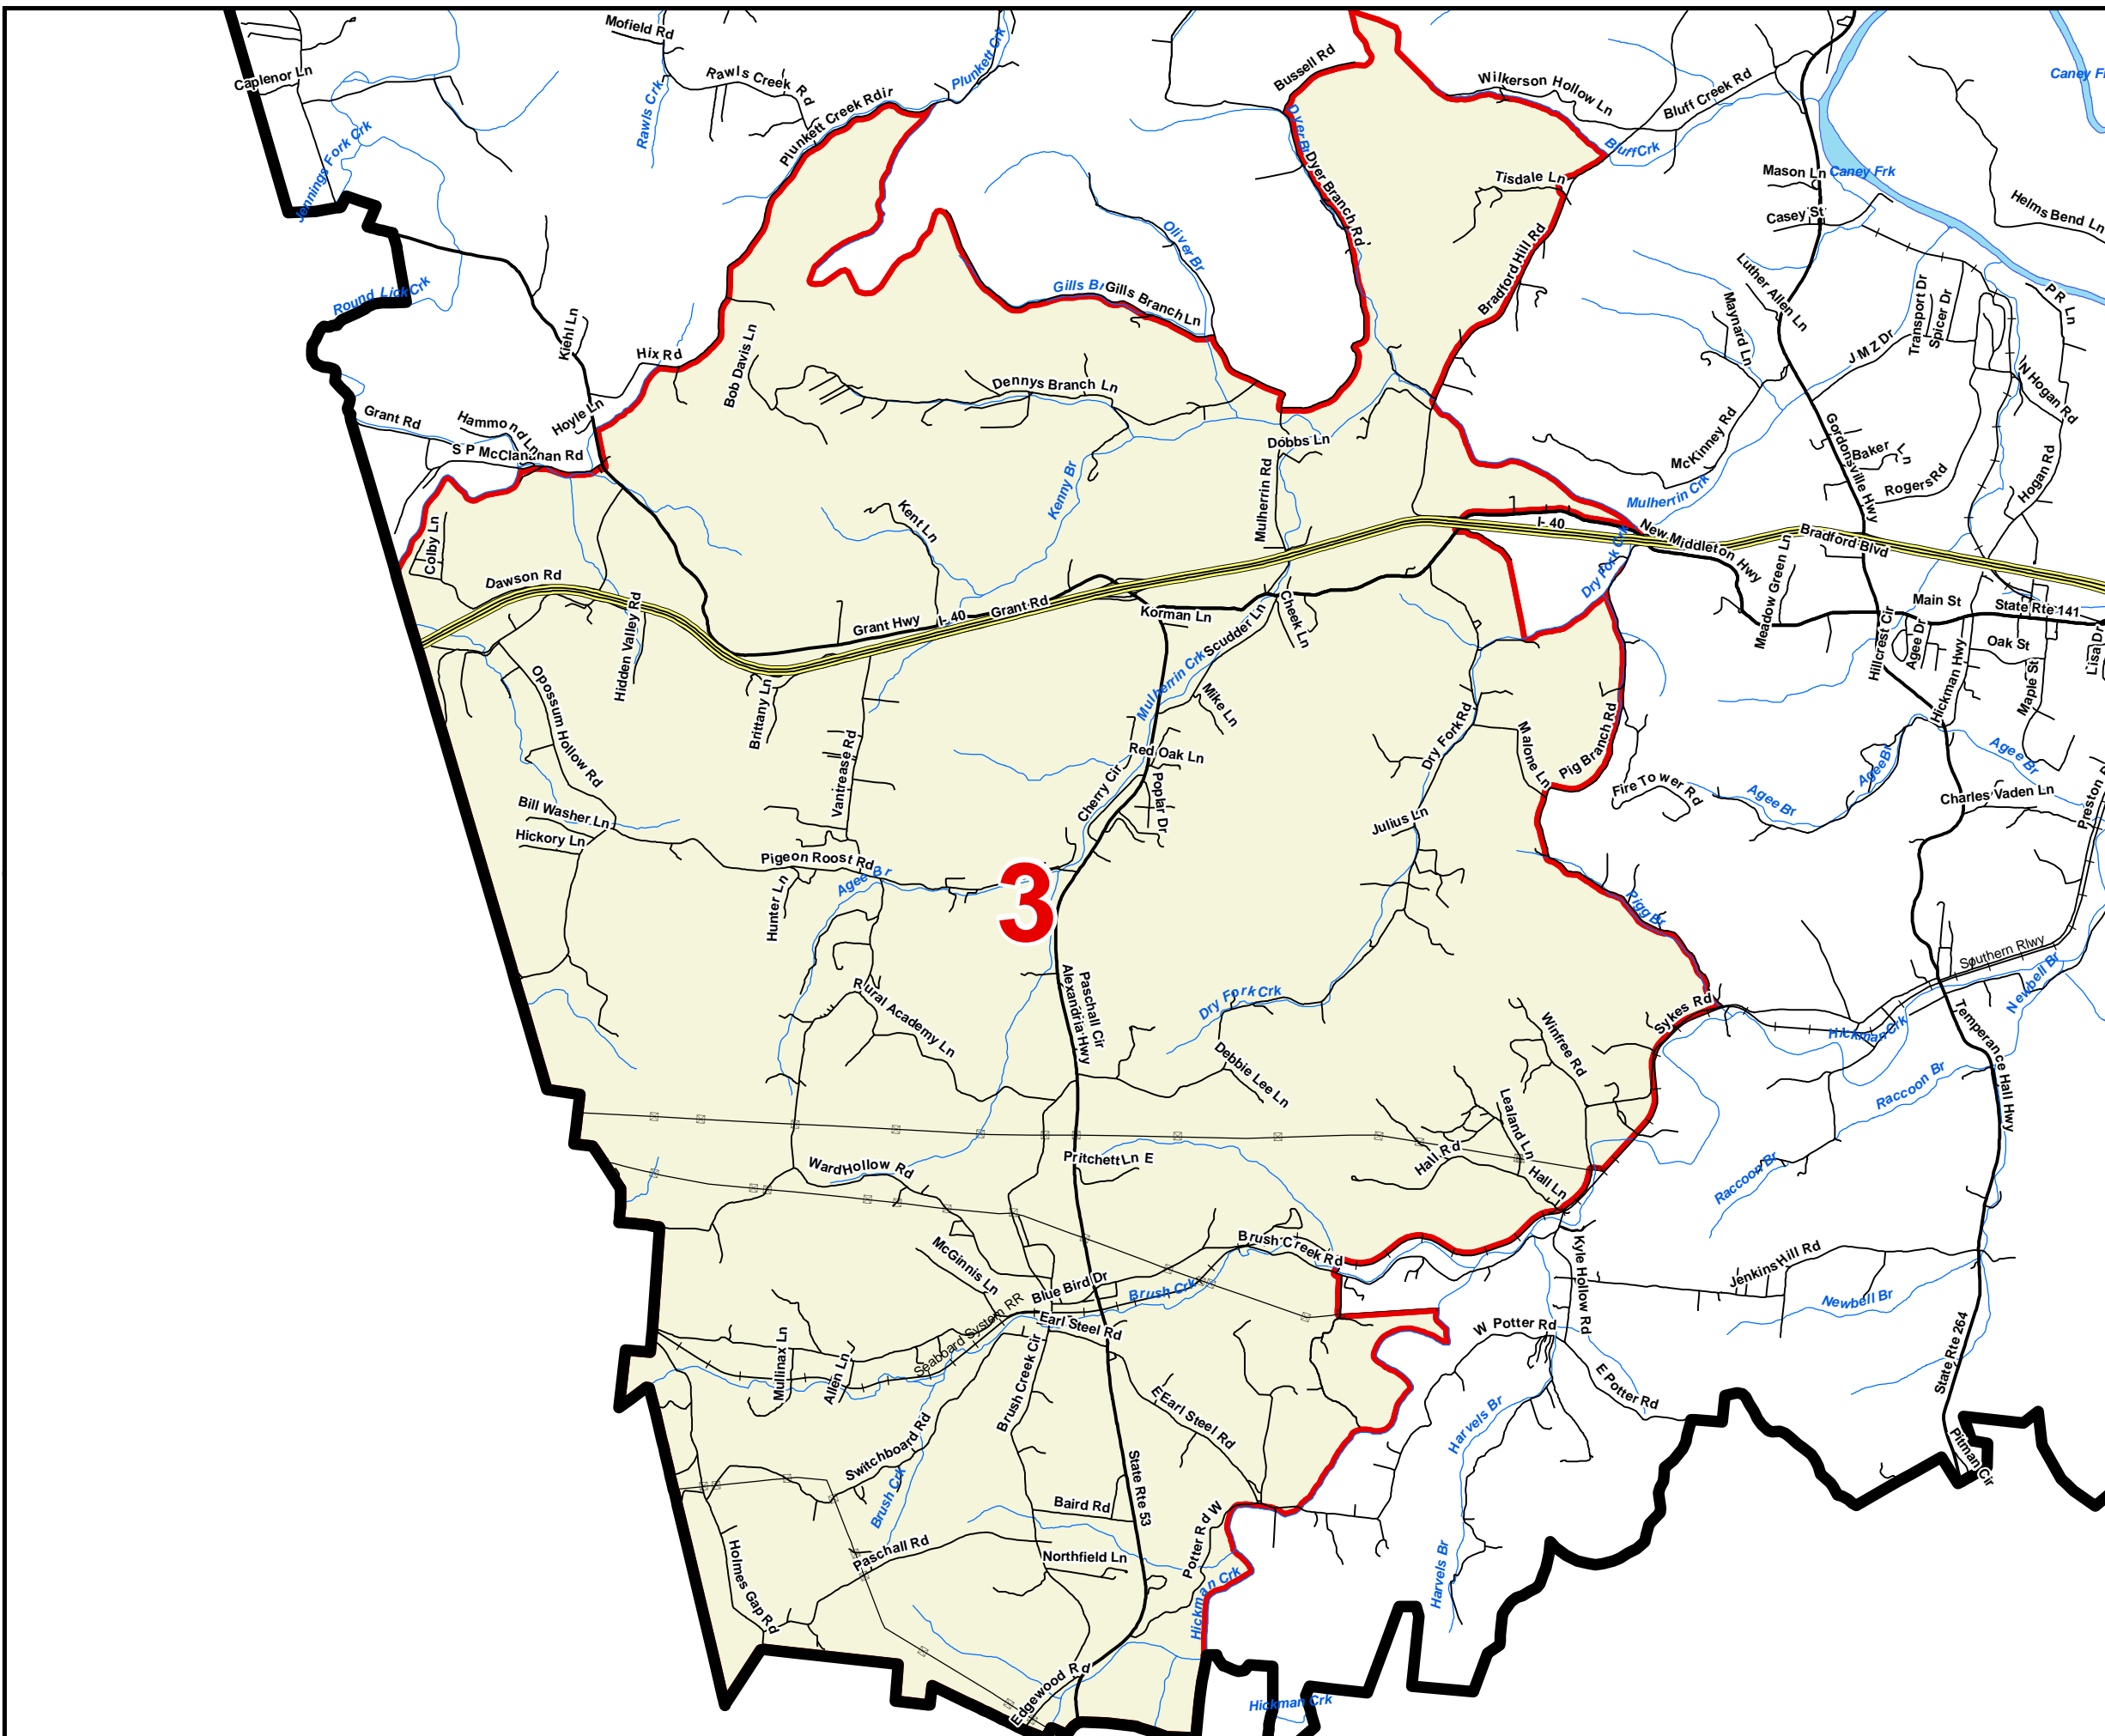 Mofield Rd
Caplenor Ln
Rawls Creek Rd
Rawls Crk
Plunkett Crk
Plunkett Creek Rdir
Jennings Fork Crk
Round Lick Crk
Bussell Rd
Wilkerson Hollow Ln
Bluff Creek Rd
Caney Fr
Bluff Crk
Dyer Branch Rd
Tisdale Ln
Mason Ln
Caney Frk
Casey St
Helms Bend Ln
Oliver Br
Gills Br
Gills Branch Ln
Bradford Hill Rd
Luther Allen Ln
Maynard Ln
Transport Dr
Spicer Dr
P R Ln
J M Z Dr
N Hogan Rd
Kiehl Ln
Hix Rd
Bob Davis Ln
Dennys Branch Ln
Grant Rd
Hammond Ln
Hoyle Ln
S P McClanahan Rd
Dobbs Ln
Mulherrin Rd
McKinney Rd
Gordonsville Hwy
Baker Ln
Rogers Rd
Hogan Rd
Mulherrin Crk
Kenny Br
Kent Ln
Colby Ln
Dawson Rd
I- 40
New Middleton Hwy
Bradford Blvd
Dry Fork Crk
Meadow Green Ln
Hidden Valley Rd
Grant Hwy
I- 40
Grant Rd
Korman Ln
Scudder Ln
Cheek Ln
Main St
State Rte 141
Hillcrest Cir
Agee Dr
Oak St
Hickman Hwy
Maple St
Lisa Dr
Opossum Hollow Rd
Brittany Ln
Vantrease Rd
Mulherrin Crk
Mike Ln
Red Oak Ln
Poplar Dr
Cherry Cir
Dry Fork Rd
Malone Ln
Pig Branch Rd
Fire Tower Rd
Agee Br
Agee Br
Agee Br
Charles Vaden Ln
Preston
Bill Washer Ln
Hickory Ln
Julius Ln
Pigeon Roost Rd
Agee Br
Hunter Ln
3
Pigg Br
Southern Rlwy
Newbell Br
Alexandria Hwy
Paschall Cir
Rural Academy Ln
Dry Fork Crk
Debbie Lee Ln
Winfree Rd
Sykes Rd
Hickman Crk
Temperance Hall Hwy
Raccoon Br
Lealand Ln
Hall Rd
Hall Ln
Raccoon Br
Ward Hollow Rd
Pritchett Ln E
McGinnis Ln
Blue Bird Dr
Brush Creek Rd
Brush Crk
Kyle Hollow Rd
Jenkins Hill Rd
Newbell Br
Seaboard System RR
Earl Steel Rd
W Potter Rd
State Rte 264
Mullinax Ln
Allen Ln
Brush Creek Cir
E Earl Steel Rd
E Potter Rd
Harvels Br
Switchboard Rd
Brush Crk
State Rte 53
Baird Rd
Pitman Cir
Potter Rd W
Holmes Gap Rd
Paschall Rd
Northfield Ln
Hickman Crk
Harvels Br
Edgewood Rd
Hickman Crk